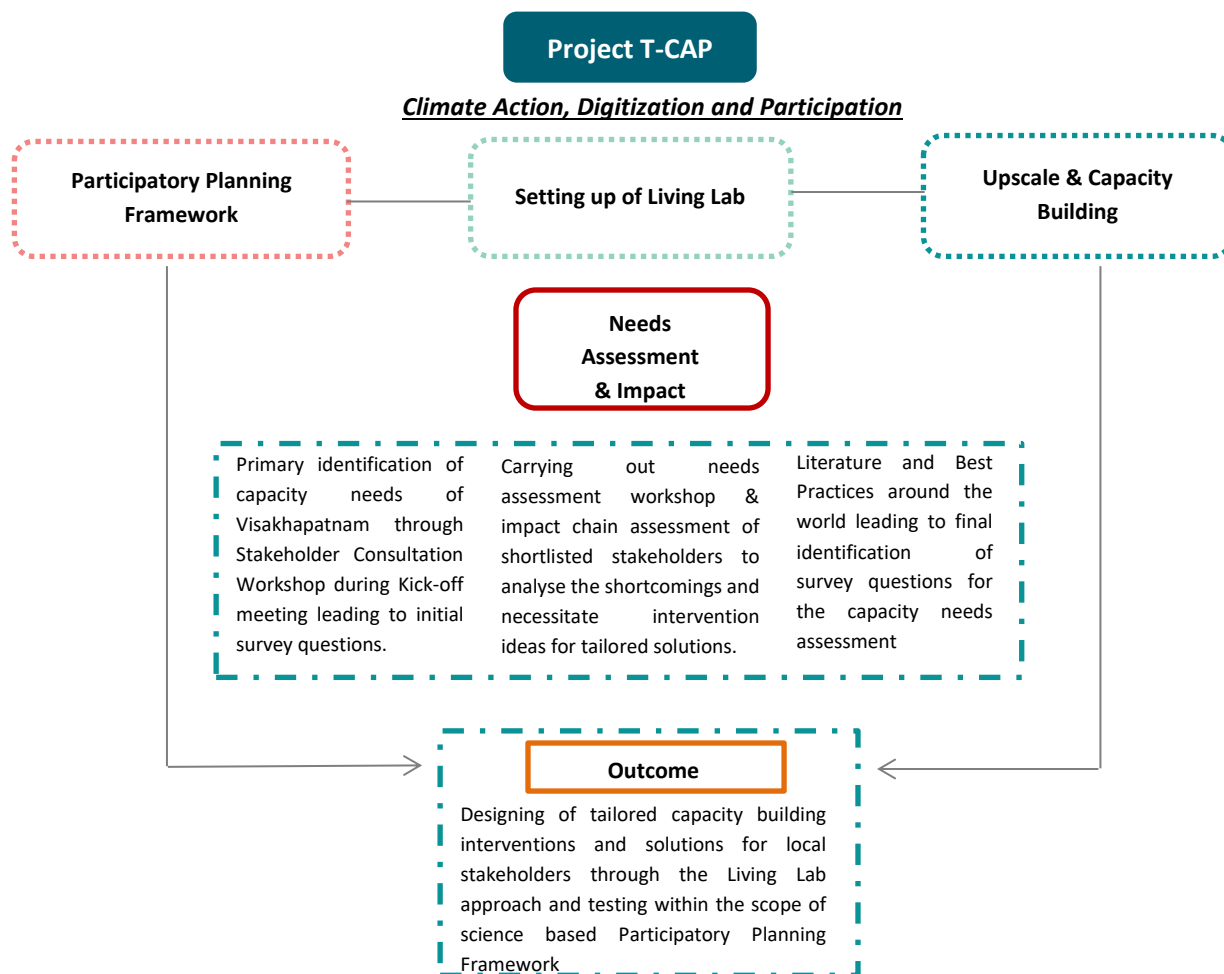 Project T-CAP
Climate Action, Digitization and Participation
Participatory Planning
Framework
Setting up of Living Lab
Upscale & Capacity
Building
Needs
Assessment
& Impact
Primary identification of
capacity needs of
Visakhapatnam through
Stakeholder Consultation
Workshop during Kick-off
meeting leading to initial
survey questions.
Carrying out needs
assessment workshop &
impact chain assessment of
shortlisted stakeholders to
analyse the shortcomings and
necessitate intervention
ideas for tailored solutions.
Literature and Best
Practices around the
world leading to final
identification of
survey questions for
the capacity needs
assessment
Outcome
Designing of tailored capacity building
interventions and solutions for local
stakeholders through the Living Lab
approach and testing within the scope of
science based Participatory Planning
Framework